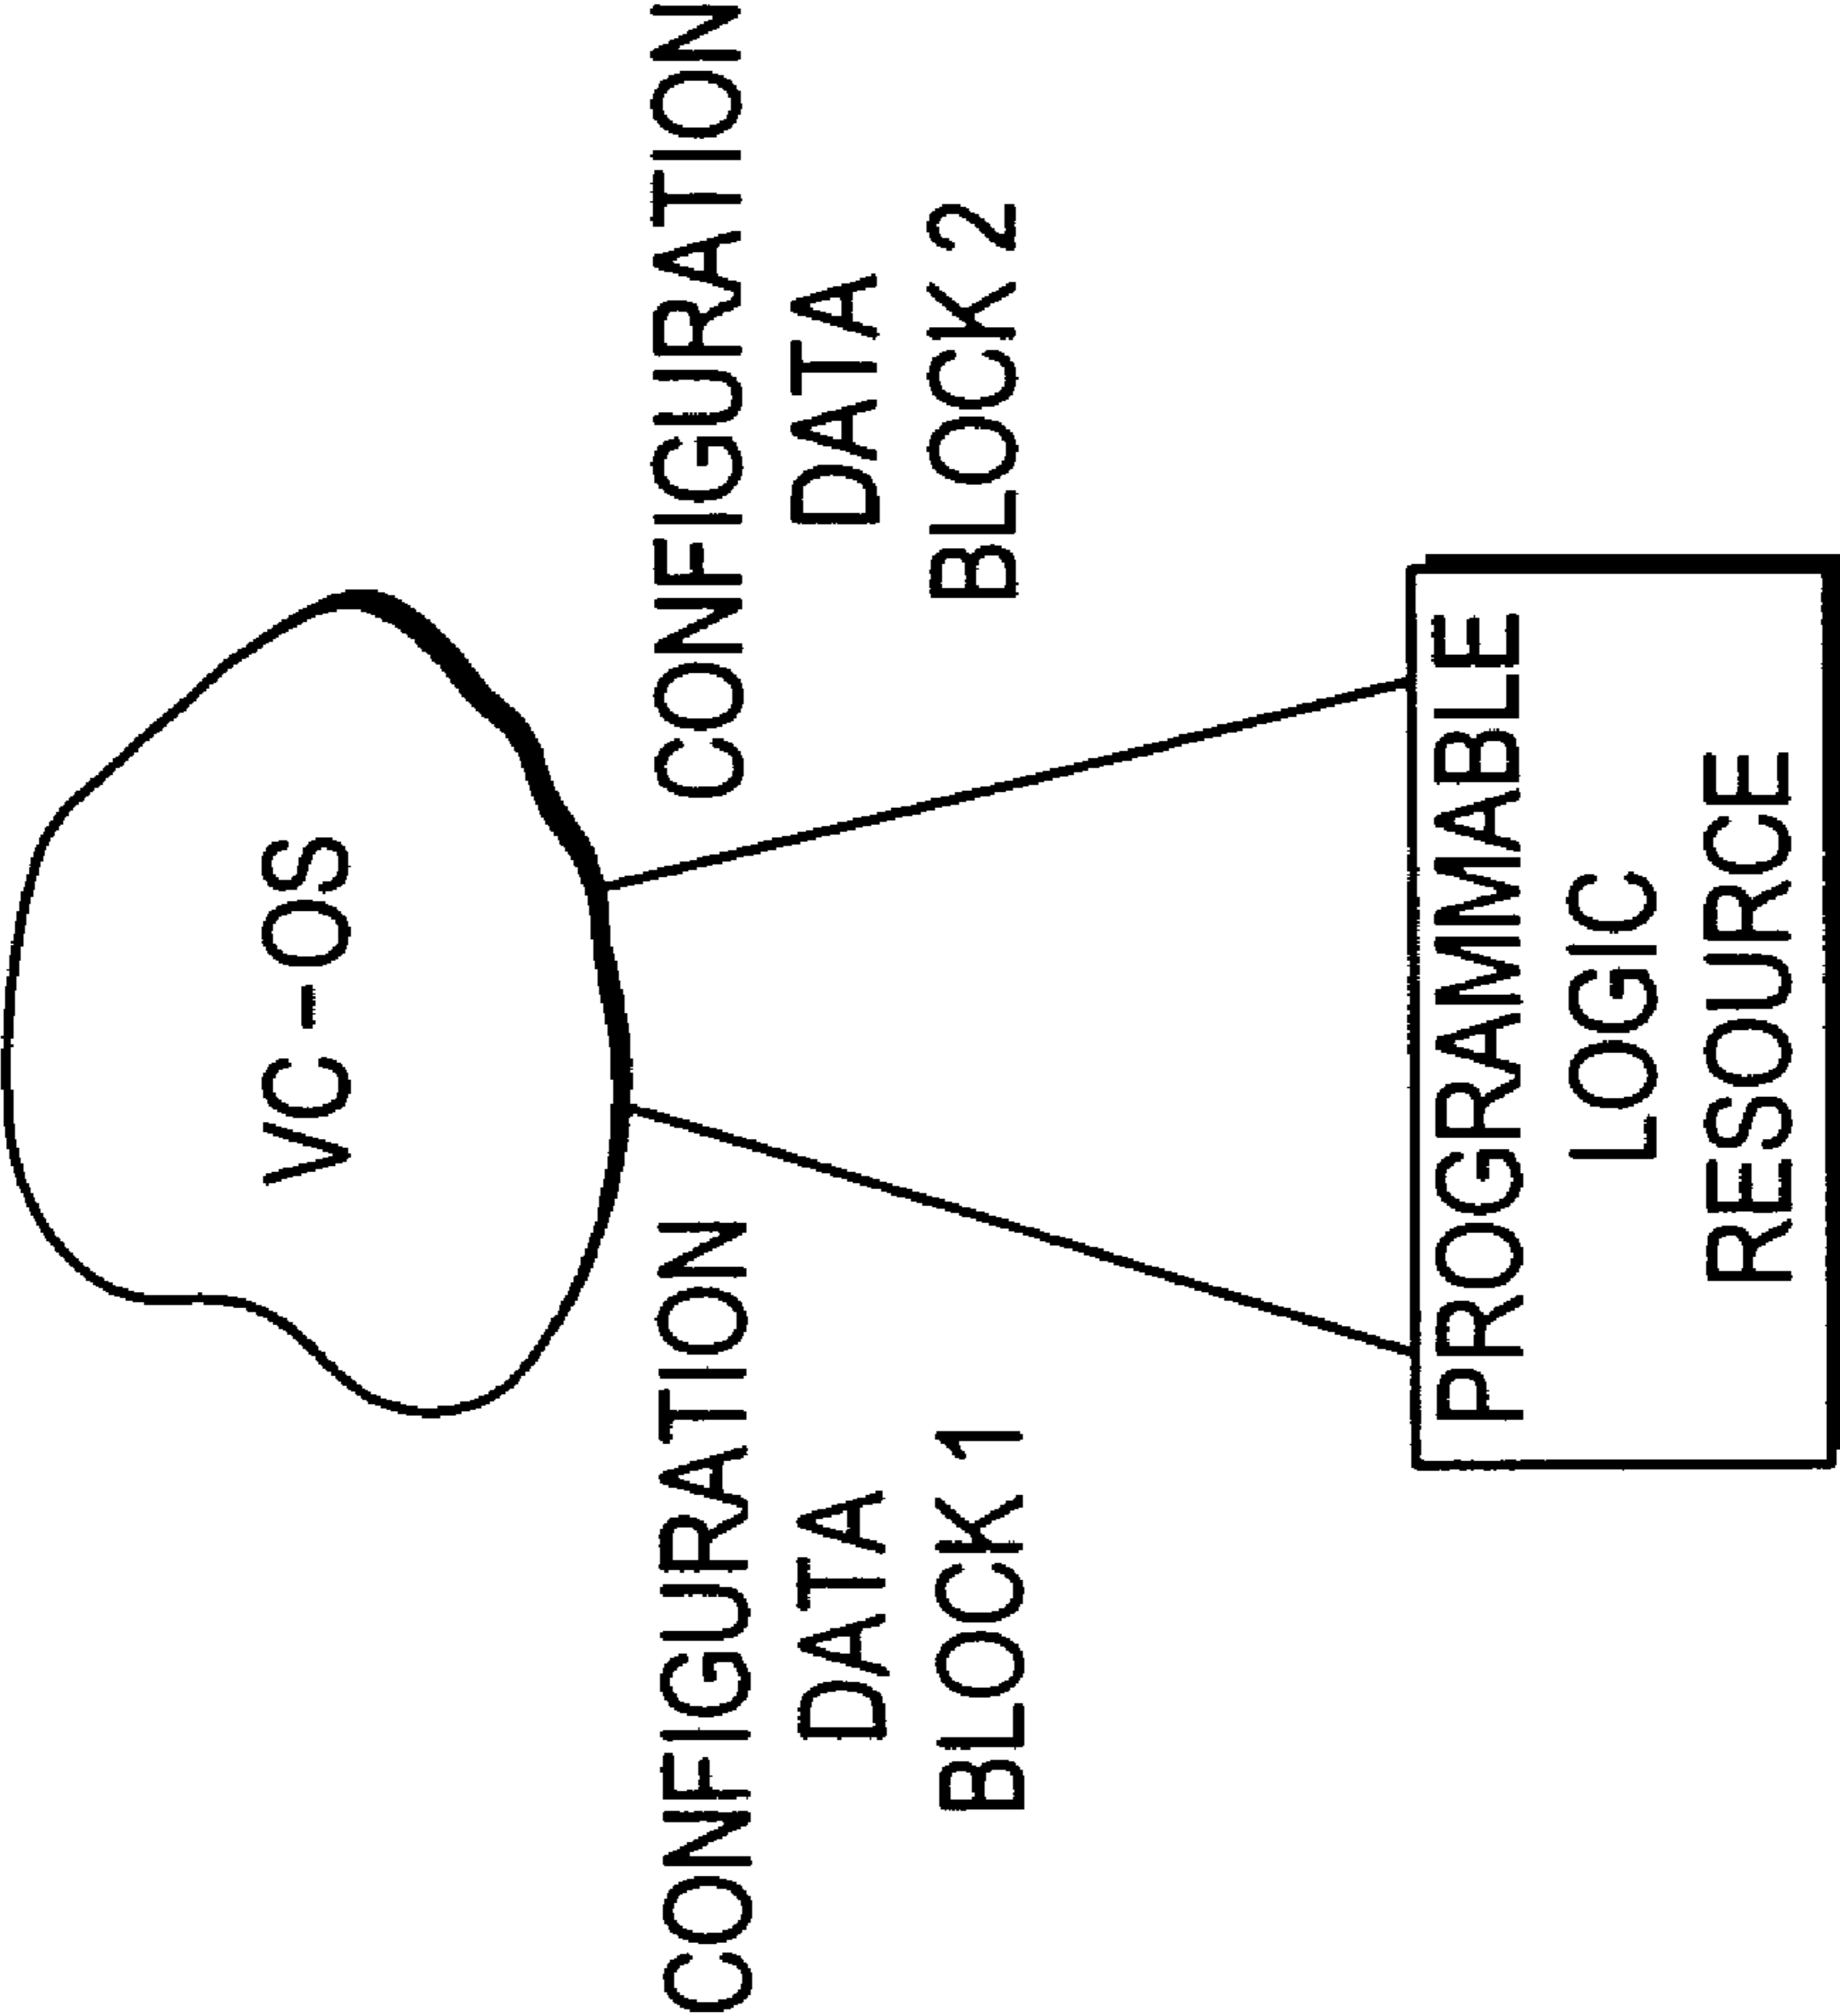 VC-OS
CONFIGURATION
DATA
BLOCK 1
CONFIGURATION
DATA
BLOCK 2
PROGRAMMABLE
LOGIC
RESOURCE